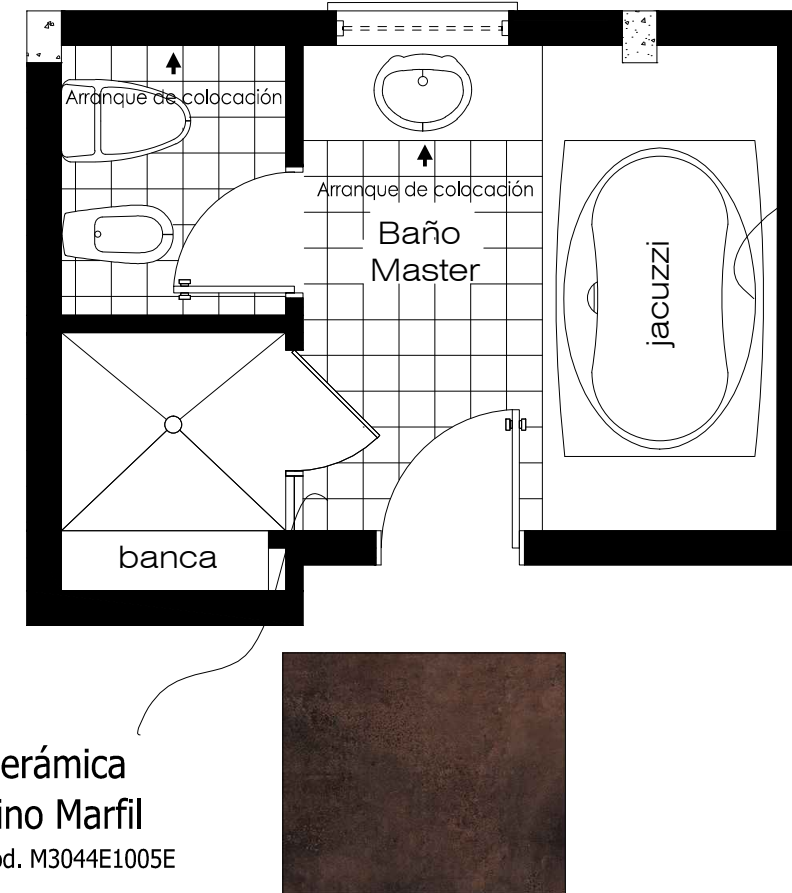 Arranque de colocación
Arranque de colocación
Baño
Master
jacuzzi
banca
erámica
ino Marfil
od. M3044E1005E